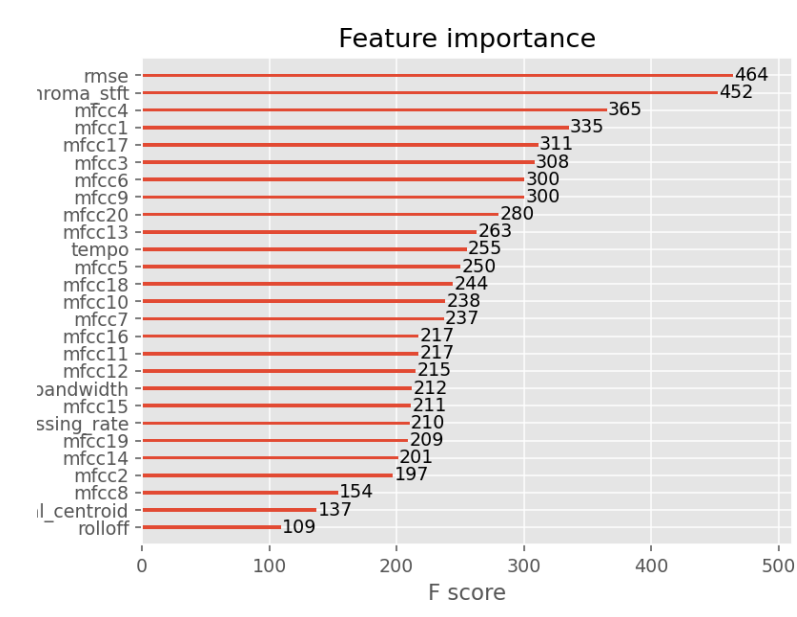 Feature importance
rmse 464
hroma_stft 452
mfcc4 365
mfcc1 335
mfcc17 311
mfcc3 308
mfcc6 300
mfcc9 300
mfcc20 280
mfcc13 263
tempo 255
mfcc5 250
mfcc18 244
mfcc10 238
mfcc7 237
mfcc16 217
mfcc11 217
mfcc12 215
bandwidth 212
mfcc15 211
ssing_rate 210
mfcc19 209
mfcc14 201
mfcc2 197
mfcc8 154
l_centroid 137
rolloff 109
0 100 200 300 400 500
F score